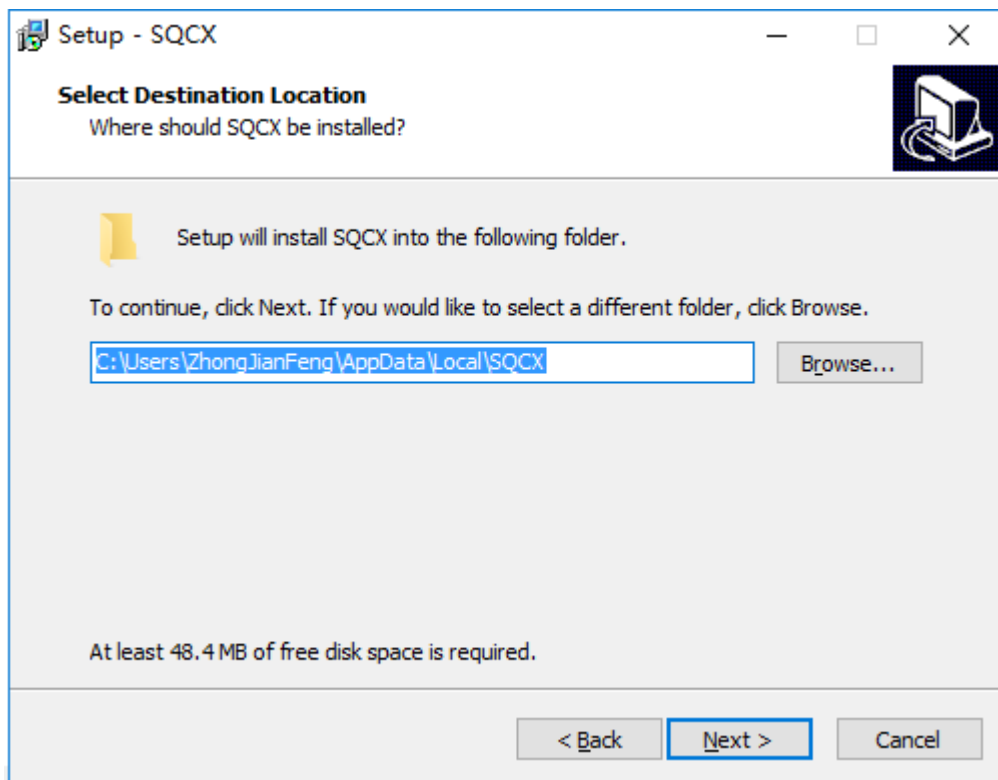 Setup - SQCX
Select Destination Location
Where should SQCX be installed?
Setup will install SQCX into the following folder.
To continue, click Next. If you would like to select a different folder, click Browse.
C:\Users\ZhongJianFeng\AppData\Local\SQCX
Browse...
At least 48.4 MB of free disk space is required.
< Back
Next >
Cancel